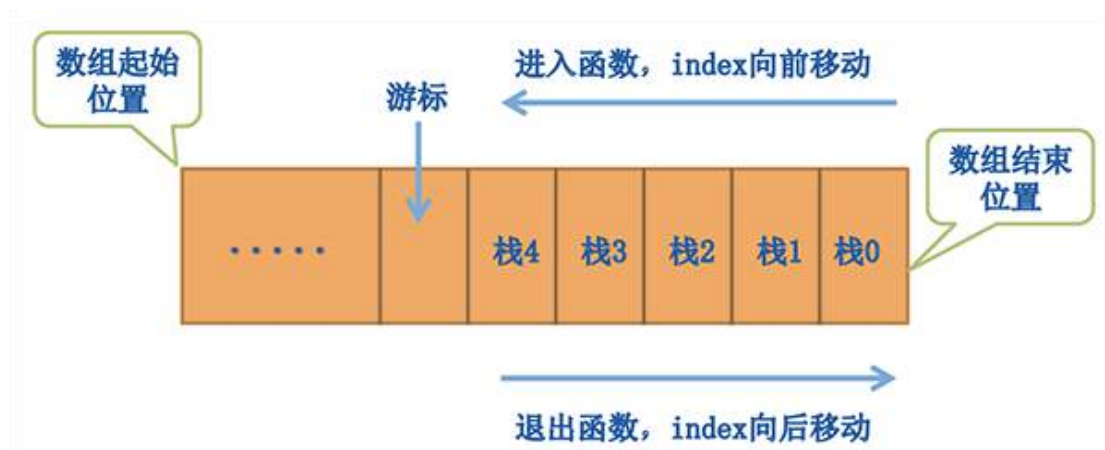 数组起始
位置
进入函数，index向前移动
游标
数组结束
位置
·····
栈4
栈3
栈2
栈1
栈0
退出函数，index向后移动